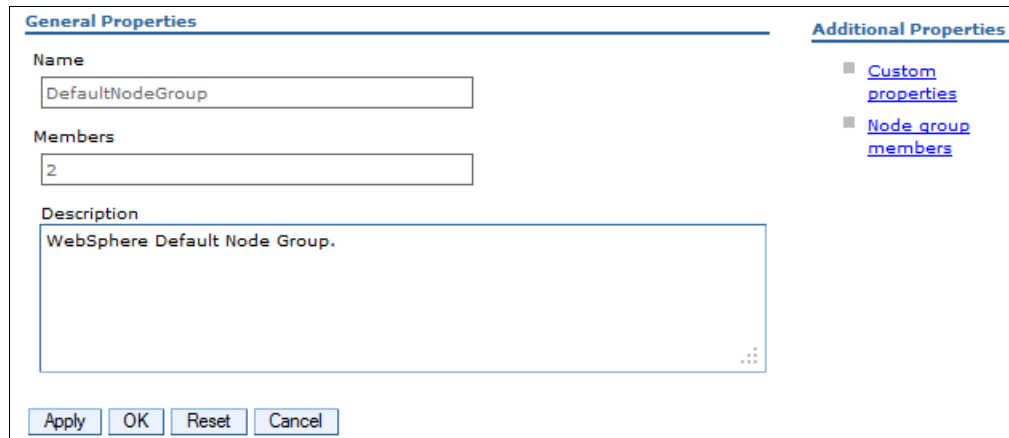 General Properties
Name
DefaultNodeGroup
Members
2
Description
WebSphere Default Node Group.
Apply OK Reset Cancel
Additional Properties
Custom
properties
Node group
members